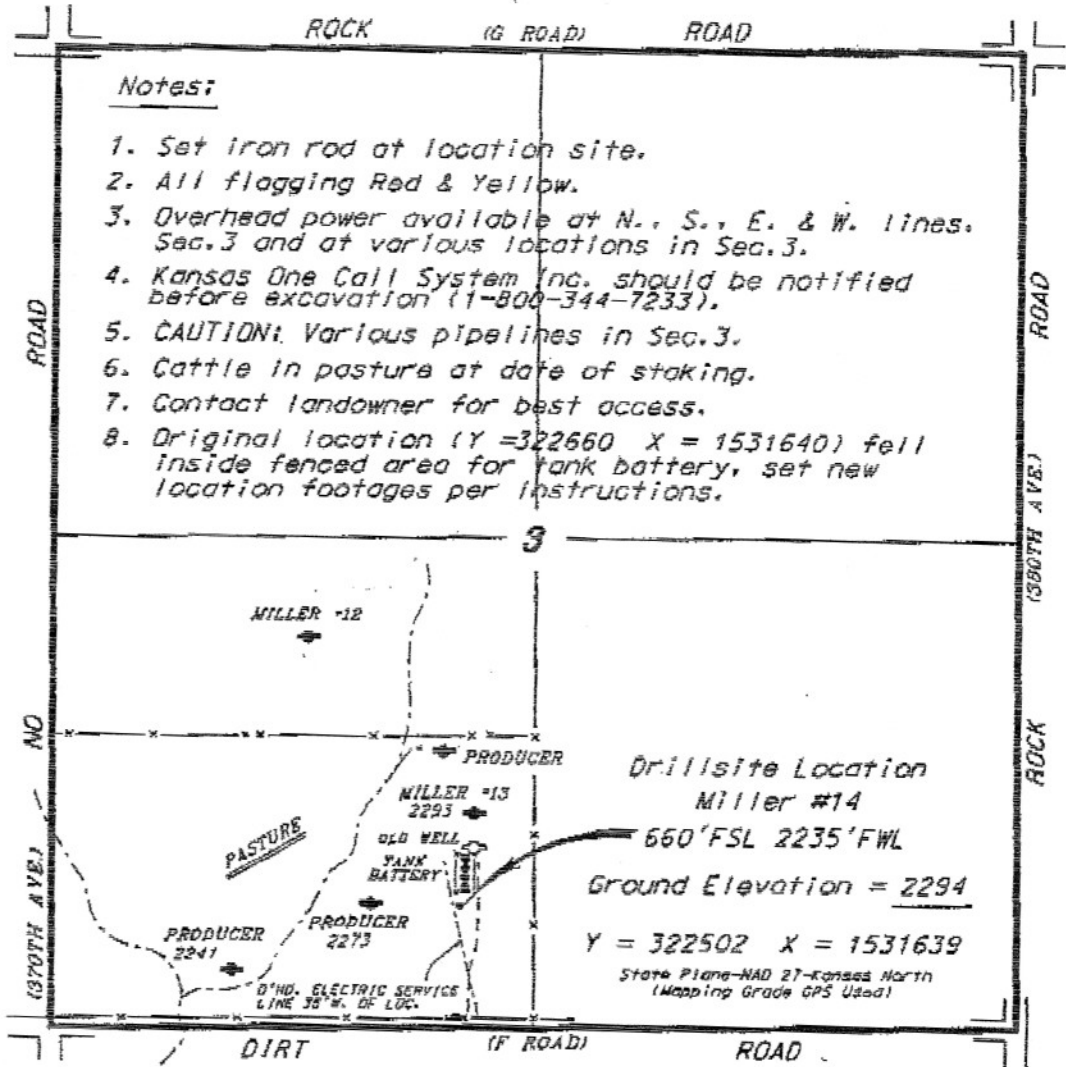 ROCK (G ROAD) ROAD
Notes:
1. Set iron rod at location site.
2. All flagging Red & Yellow.
3. Overhead power available at N., S., E. & W. lines.
Sec.3 and at various locations in Sec.3.
4. Kansas One Call System Inc. should be notified
before excavation (1-800-344-7233).
5. CAUTION: Various pipelines in Sec.3.
6. Cattle in pasture at date of staking.
7. Contact landowner for best access.
8. Original location (Y =322660 X = 1531640) fell
inside fenced area for tank battery, set new
location footages per instructions.
ROAD
ROAD
3
(380TH AVE.)
MILLER #12
NO
ROCK
PRODUCER
Drillsite Location
Miller #14
660'FSL 2235'FWL
Ground Elevation = 2294
Y = 322502 X = 1531639
State Plane-NAD 27-Kansas North
(Mapping Grade GPS Used)
MILLER #13
2293
OLD WELL
TANK
BATTERY
PASTURE
(370TH AVE.)
PRODUCER
2273
PRODUCER
2241
O'HD. ELECTRIC SERVICE
LINE 35'W. OF LOC.
DIRT (F ROAD) ROAD